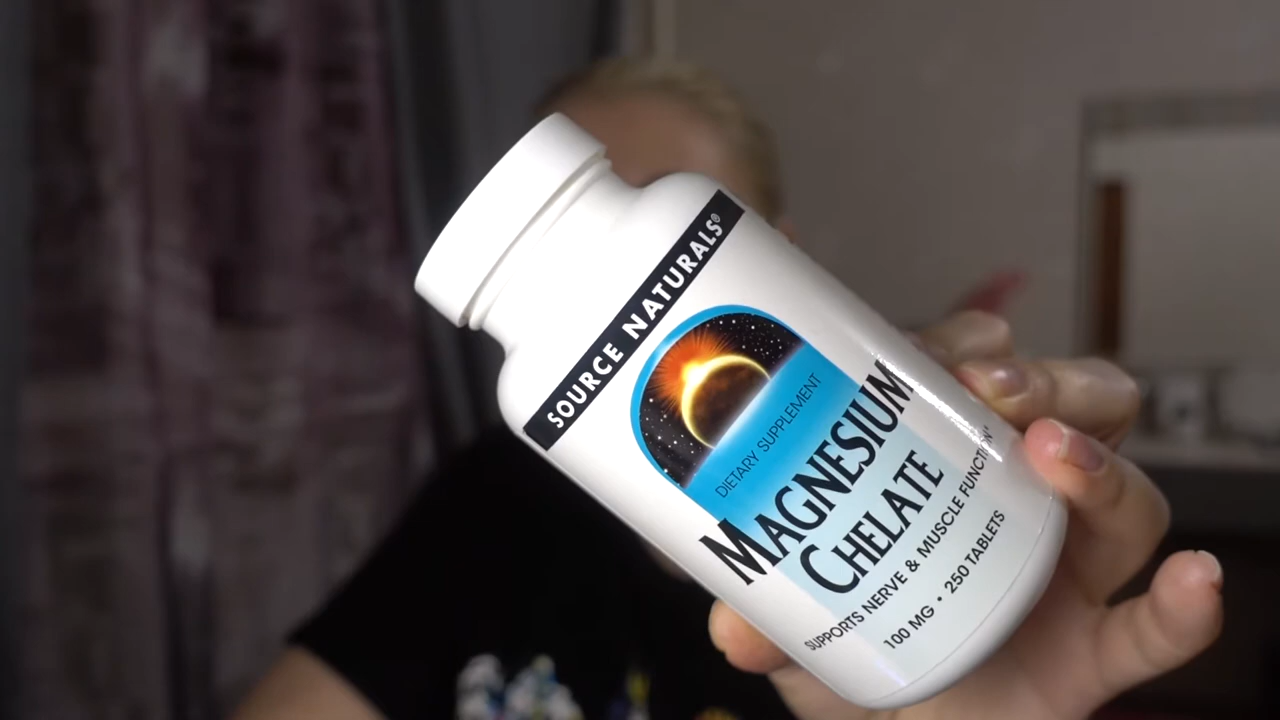 SOURCE NATURALS®
DIETARY SUPPLEMENT
MAGNESIUM
CHELATE
SUPPORTS NERVE & MUSCLE FUNCTION*
100 MG • 250 TABLETS